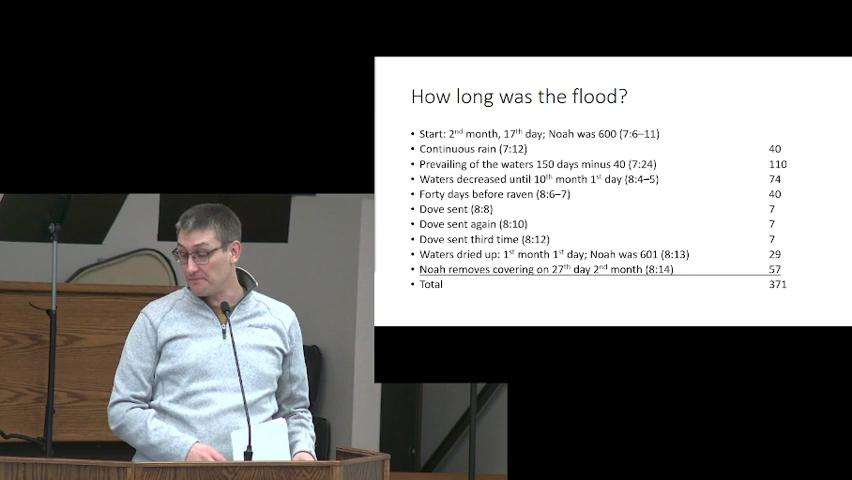 How long was the flood?
• Start: 2nd month, 17th day; Noah was 600 (7:6–11)
• Continuous rain (7:12) 40
• Prevailing of the waters 150 days minus 40 (7:24) 110
• Waters decreased until 10th month 1st day (8:4–5) 74
• Forty days before raven (8:6–7) 40
• Dove sent (8:8) 7
• Dove sent again (8:10) 7
• Dove sent third time (8:12) 7
• Waters dried up: 1st month 1st day; Noah was 601 (8:13) 29
• Noah removes covering on 27th day 2nd month (8:14) 57
• Total 371